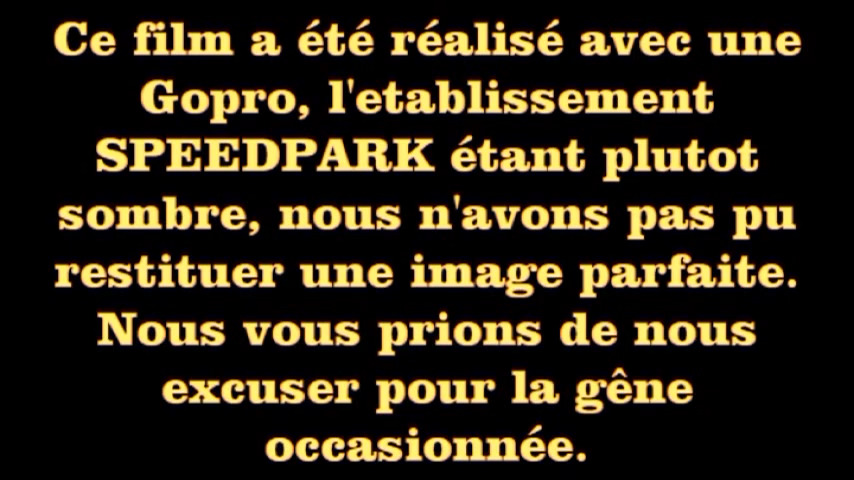 Ce film a été réalisé avec une
Gopro, l'etablissement
SPEEDPARK étant plutot
sombre, nous n'avons pas pu
restituer une image parfaite.
Nous vous prions de nous
excuser pour la gêne
occasionnée.